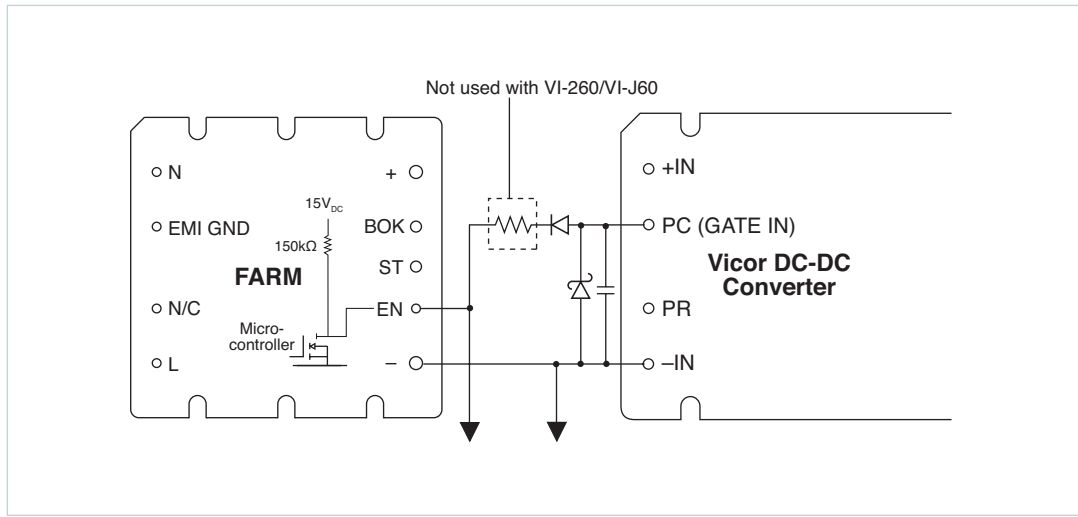 Not used with VI-260/VI-J60
N
EMI GND
N/C
L
15VDC
150kΩ
FARM
Micro-
controller
+
BOK
ST
EN
–
+IN
PC (GATE IN)
Vicor DC-DC
Converter
PR
–IN